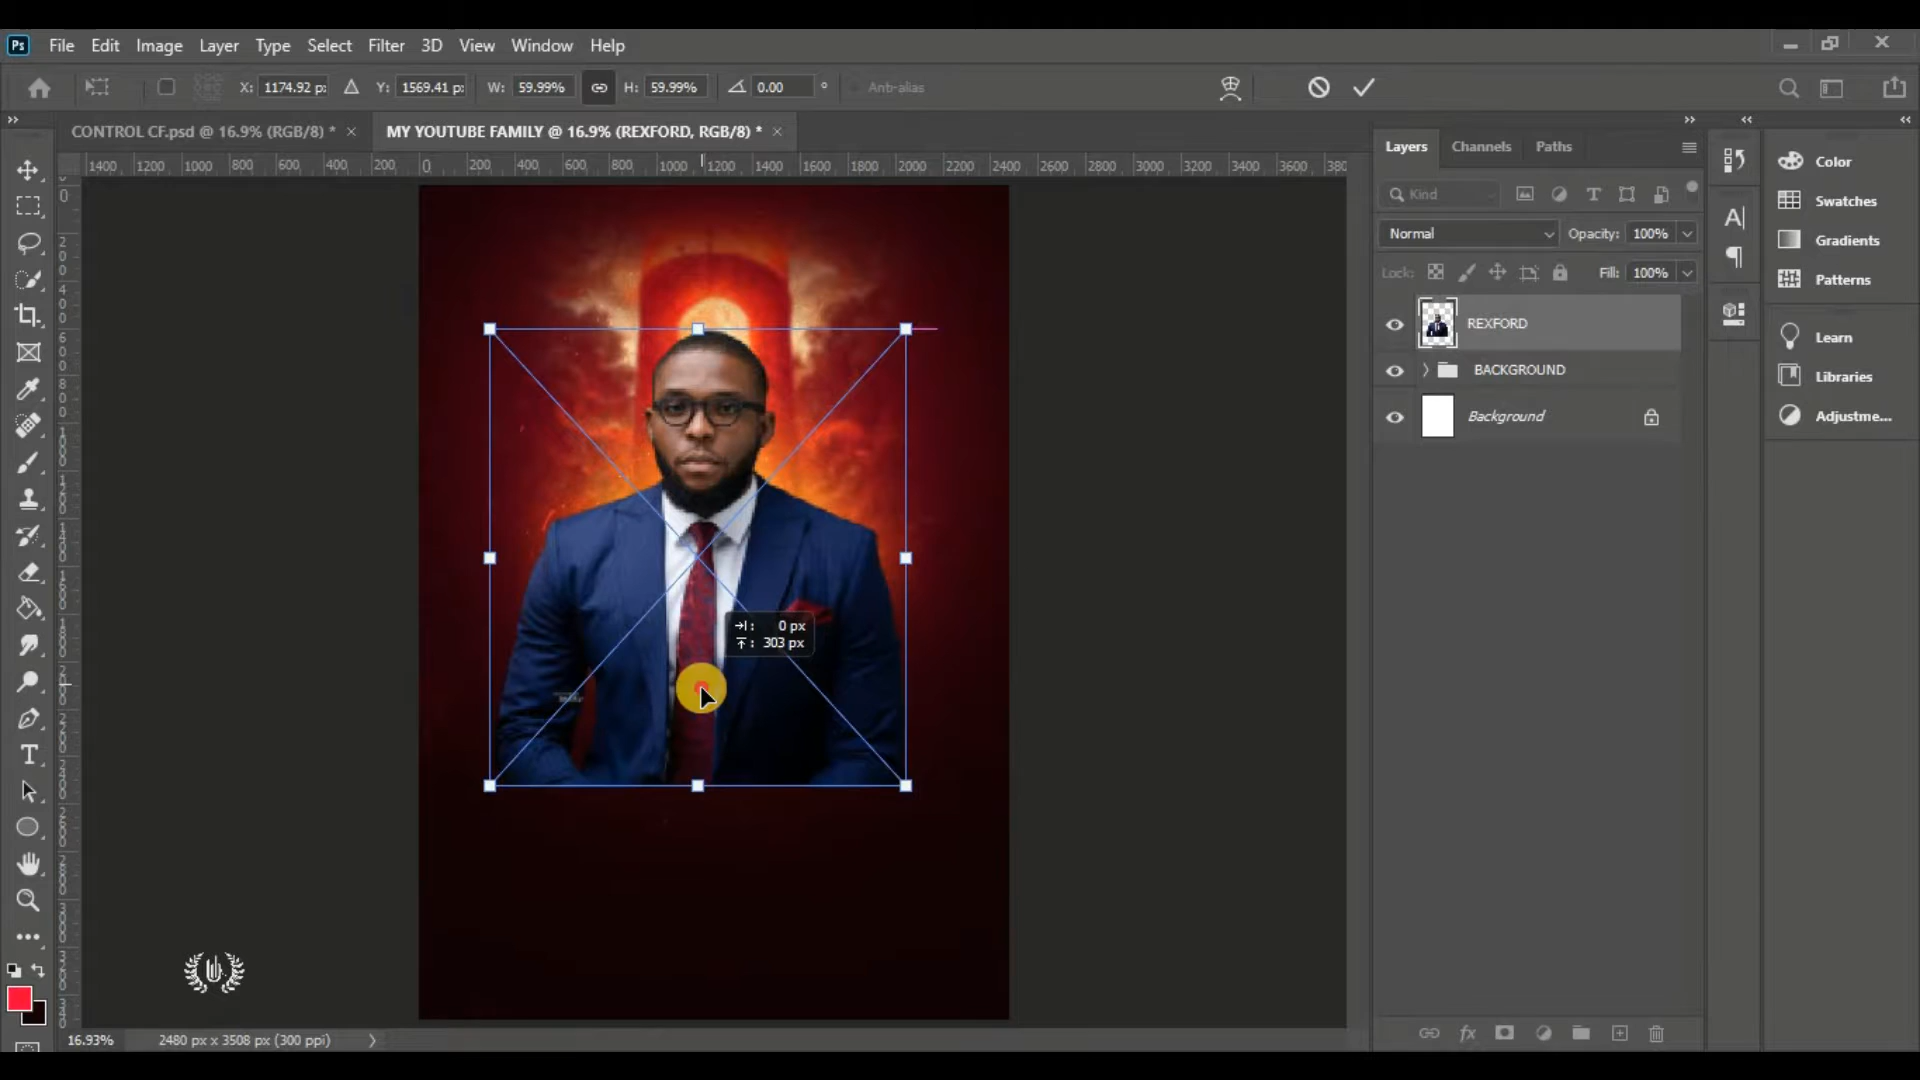 Ps File Edit Image Layer Type Select Filter 3D View Window Help
X: 1174.92 p: Y: 1569.41 p: W: 59.99% H: 59.99% 0.00 ° Anti-alias
CONTROL CF.psd @ 16.9% (RGB/8) * × MY YOUTUBE FAMILY @ 16.9% (REXFORD, RGB/8) * ×
1400 1200 1000 800 600 400 200 0 200 400 600 800 1000 1200 1400 1600 1800 2000 2200 2400 2600 2800 3000 3200 3400 3600 380
Layers Channels Paths
Kind
Normal Opacity: 100%
Lock: Fill: 100%
REXFORD
BACKGROUND
Background
Color
Swatches
Gradients
Patterns
Learn
Libraries
Adjustme...
0 px
303 px
16.93% 2480 px x 3508 px (300 ppi)